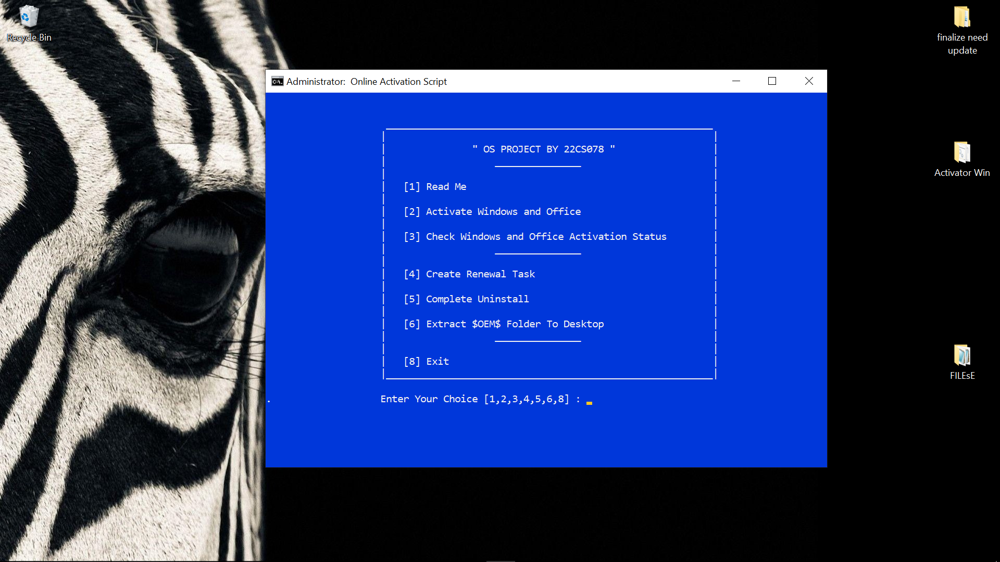 Recycle Bin
finalize need
update
Activator Win
FILEsE
C:\.
Administrator:  Online Activation Script
" OS PROJECT BY 22CS078 "
[1] Read Me
[2] Activate Windows and Office
[3] Check Windows and Office Activation Status
[4] Create Renewal Task
[5] Complete Uninstall
[6] Extract $OEM$ Folder To Desktop
[8] Exit
.                   Enter Your Choice [1,2,3,4,5,6,8] :